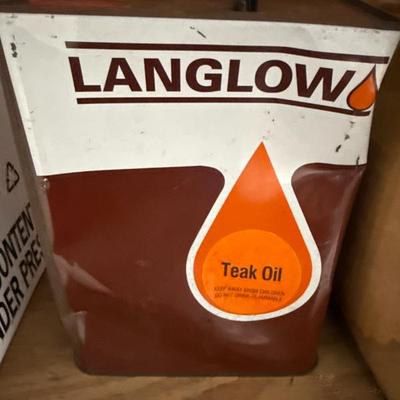 LANGLOW
Teak Oil
KEEP AWAY FROM CHILDREN
DO NOT DRINK FLAMMABLE